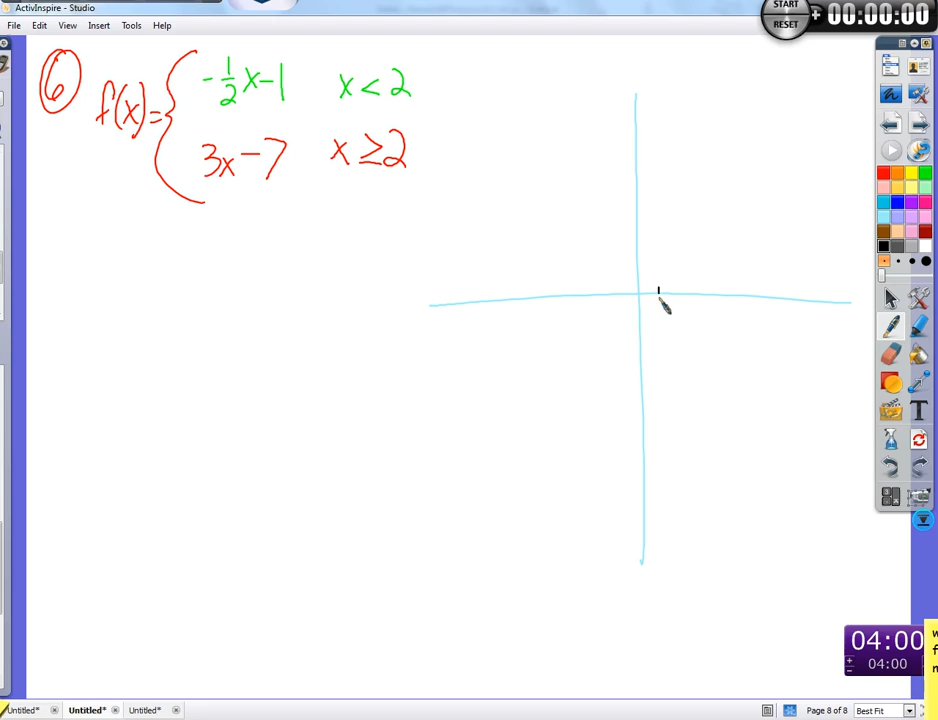 ActivInspire - Studio
File Edit View Insert Tools Help
START
RESET
00:00:00
6
f(x)= { -1/2x-1 x<2
3x-7 x≥2
T
04:00
04:00
Untitled* Untitled* Untitled*
Page 8 of 8 Best Fit